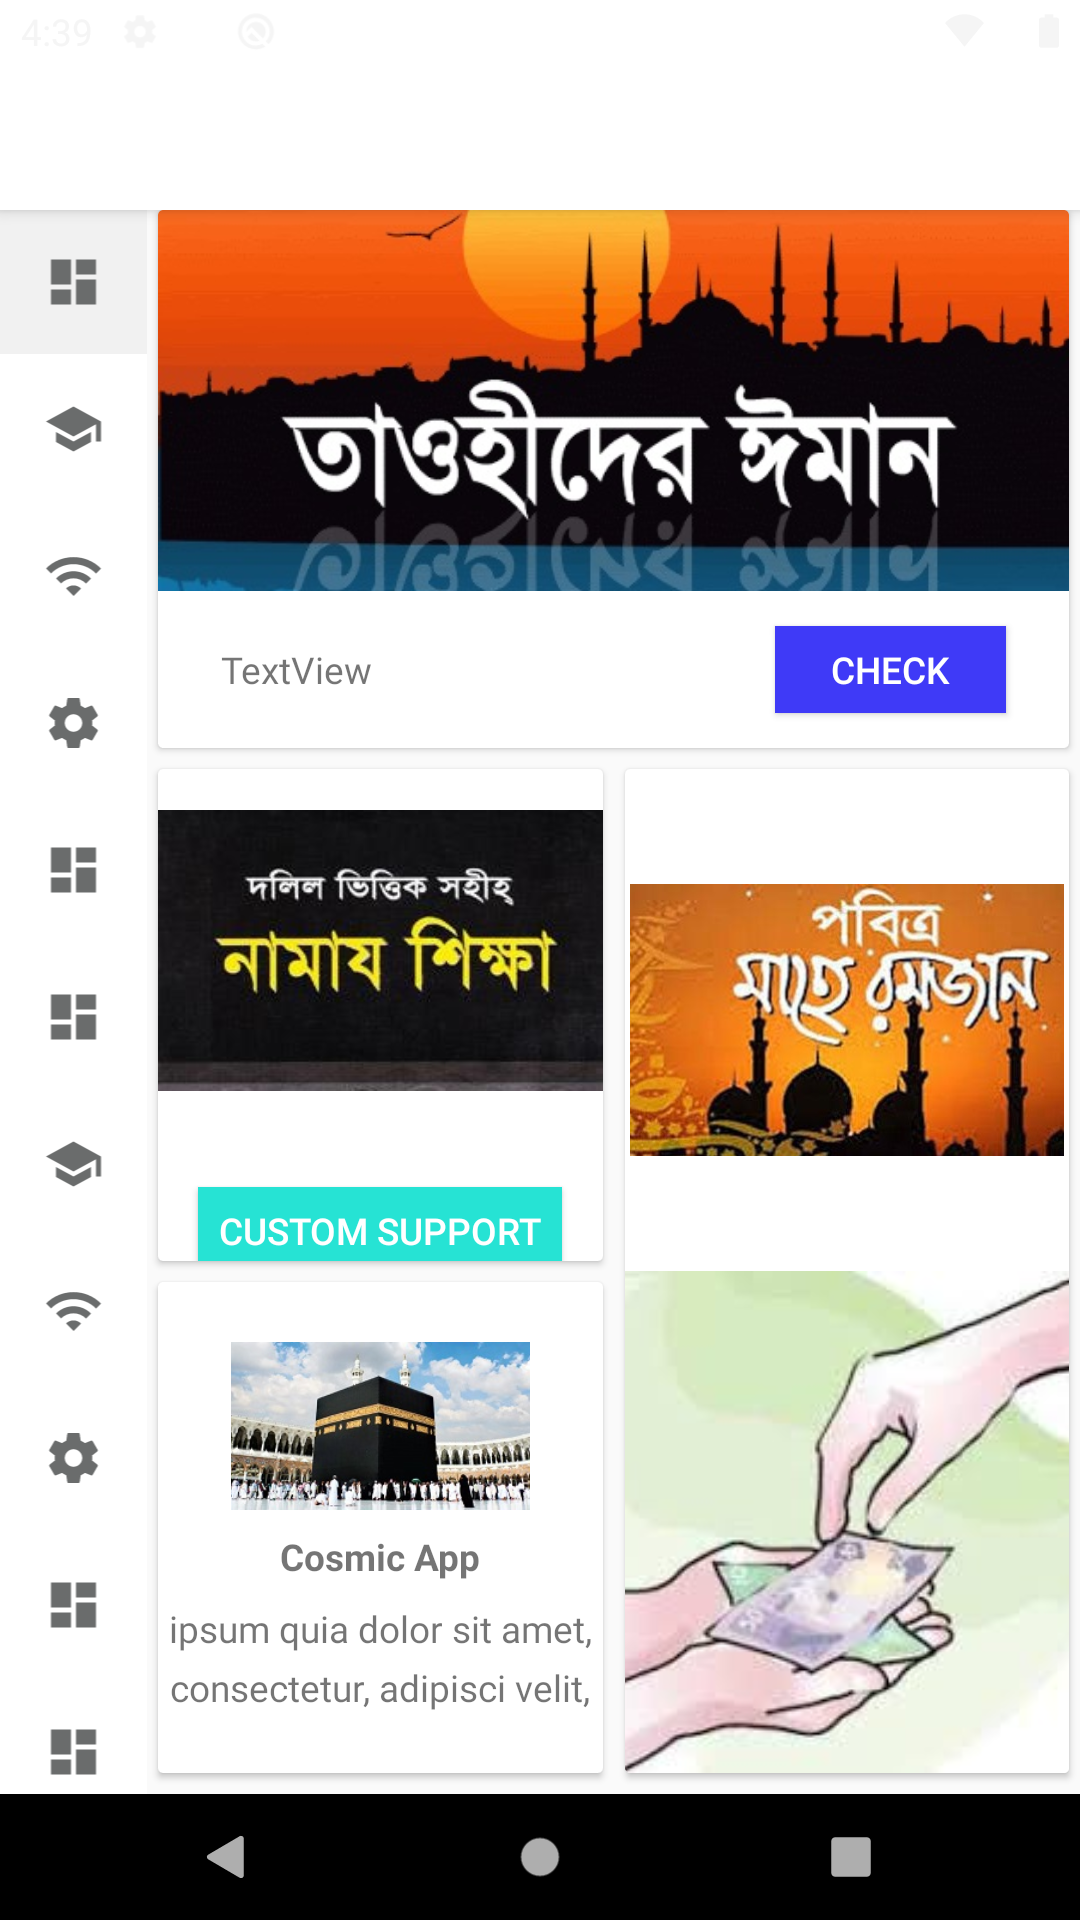 4:39
তাওহীদের ঈমান
TextView
CHECK
দলিল ভিত্তিক সহীহ্
নামায শিক্ষা
CUSTOM SUPPORT
পবিত্র
মাহে রমজান
Cosmic App
ipsum quia dolor sit amet,
consectetur, adipisci velit,